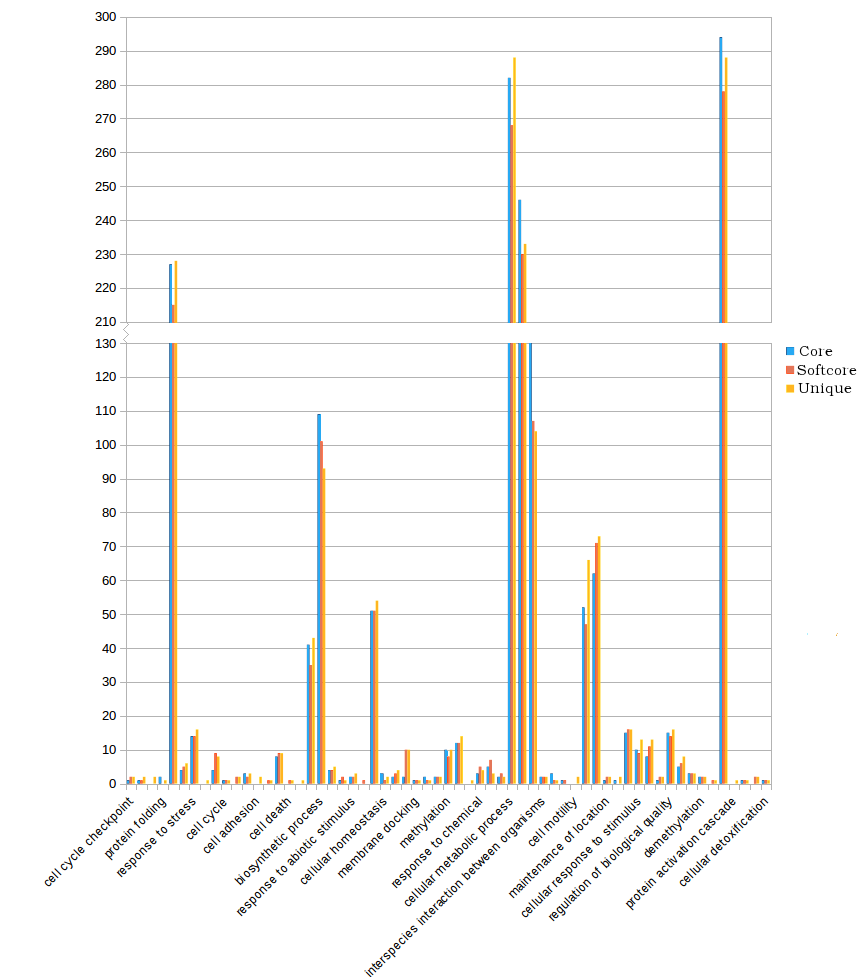 300
290
280
270
260
250
240
230
220
210
130
120
110
100
90
80
70
60
50
40
30
20
10
0
Core
Softcore
Unique
cell cycle checkpoint
protein folding
response to stress
cell cycle
cell adhesion
cell death
biosynthetic process
response to abiotic stimulus
cellular homeostasis
membrane docking
methylation
response to chemical
cellular metabolic process
interspecies interaction between organisms
cell motility
maintenance of location
cellular response to stimulus
regulation of biological quality
demethylation
protein activation cascade
cellular detoxification